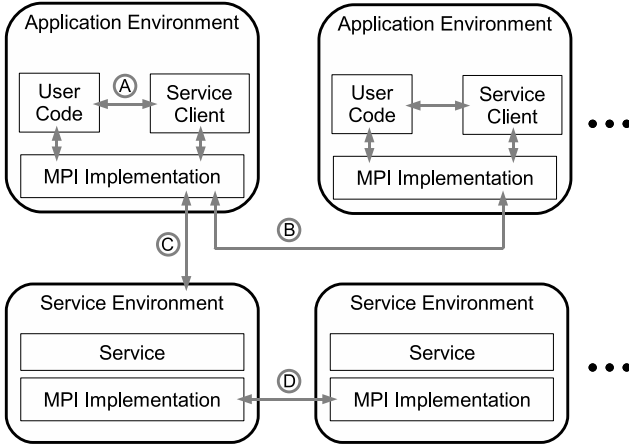 Application Environment
User
Code
A
Service
Client
MPI Implementation
Application Environment
User
Code
Service
Client
MPI Implementation
C
B
Service Environment
Service
MPI Implementation
D
Service Environment
Service
MPI Implementation